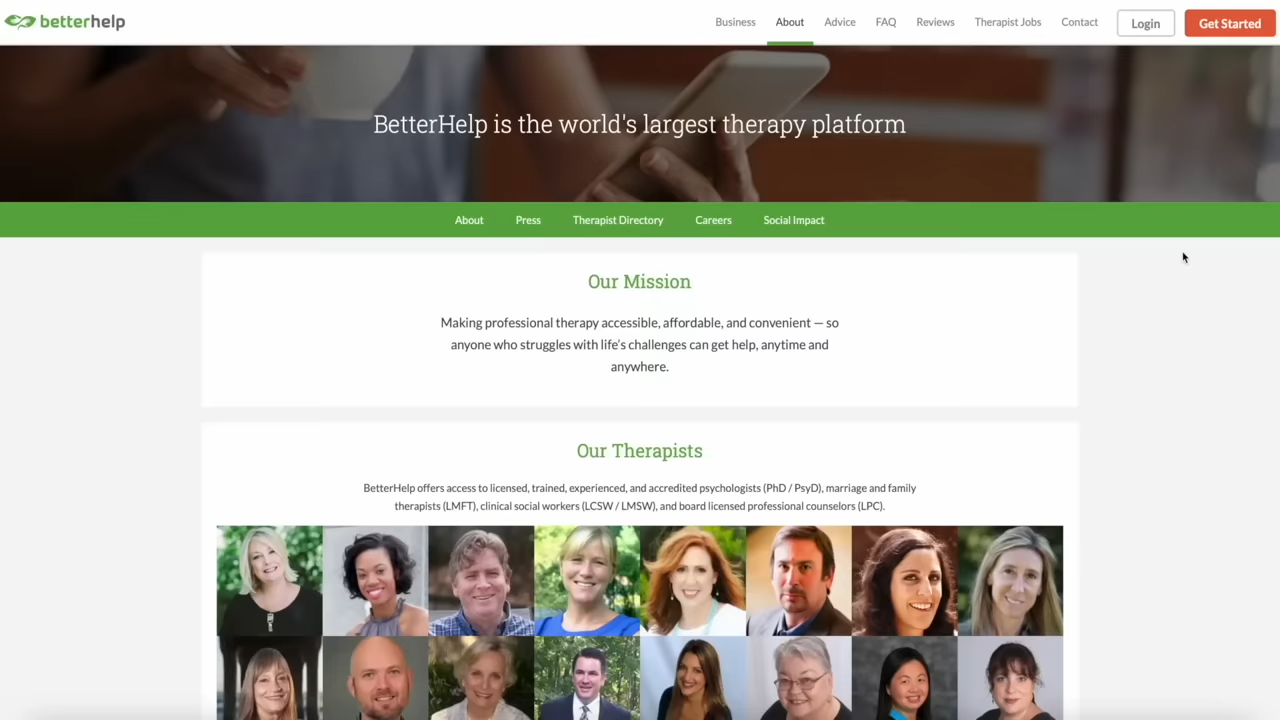 betterhelp
Business About Advice FAQ Reviews Therapist Jobs Contact Login Get Started
BetterHelp is the world's largest therapy platform
About Press Therapist Directory Careers Social Impact
Our Mission
Making professional therapy accessible, affordable, and convenient — so
anyone who struggles with life's challenges can get help, anytime and
anywhere.
Our Therapists
BetterHelp offers access to licensed, trained, experienced, and accredited psychologists (PhD / PsyD), marriage and family
therapists (LMFT), clinical social workers (LCSW / LMSW), and board licensed professional counselors (LPC).